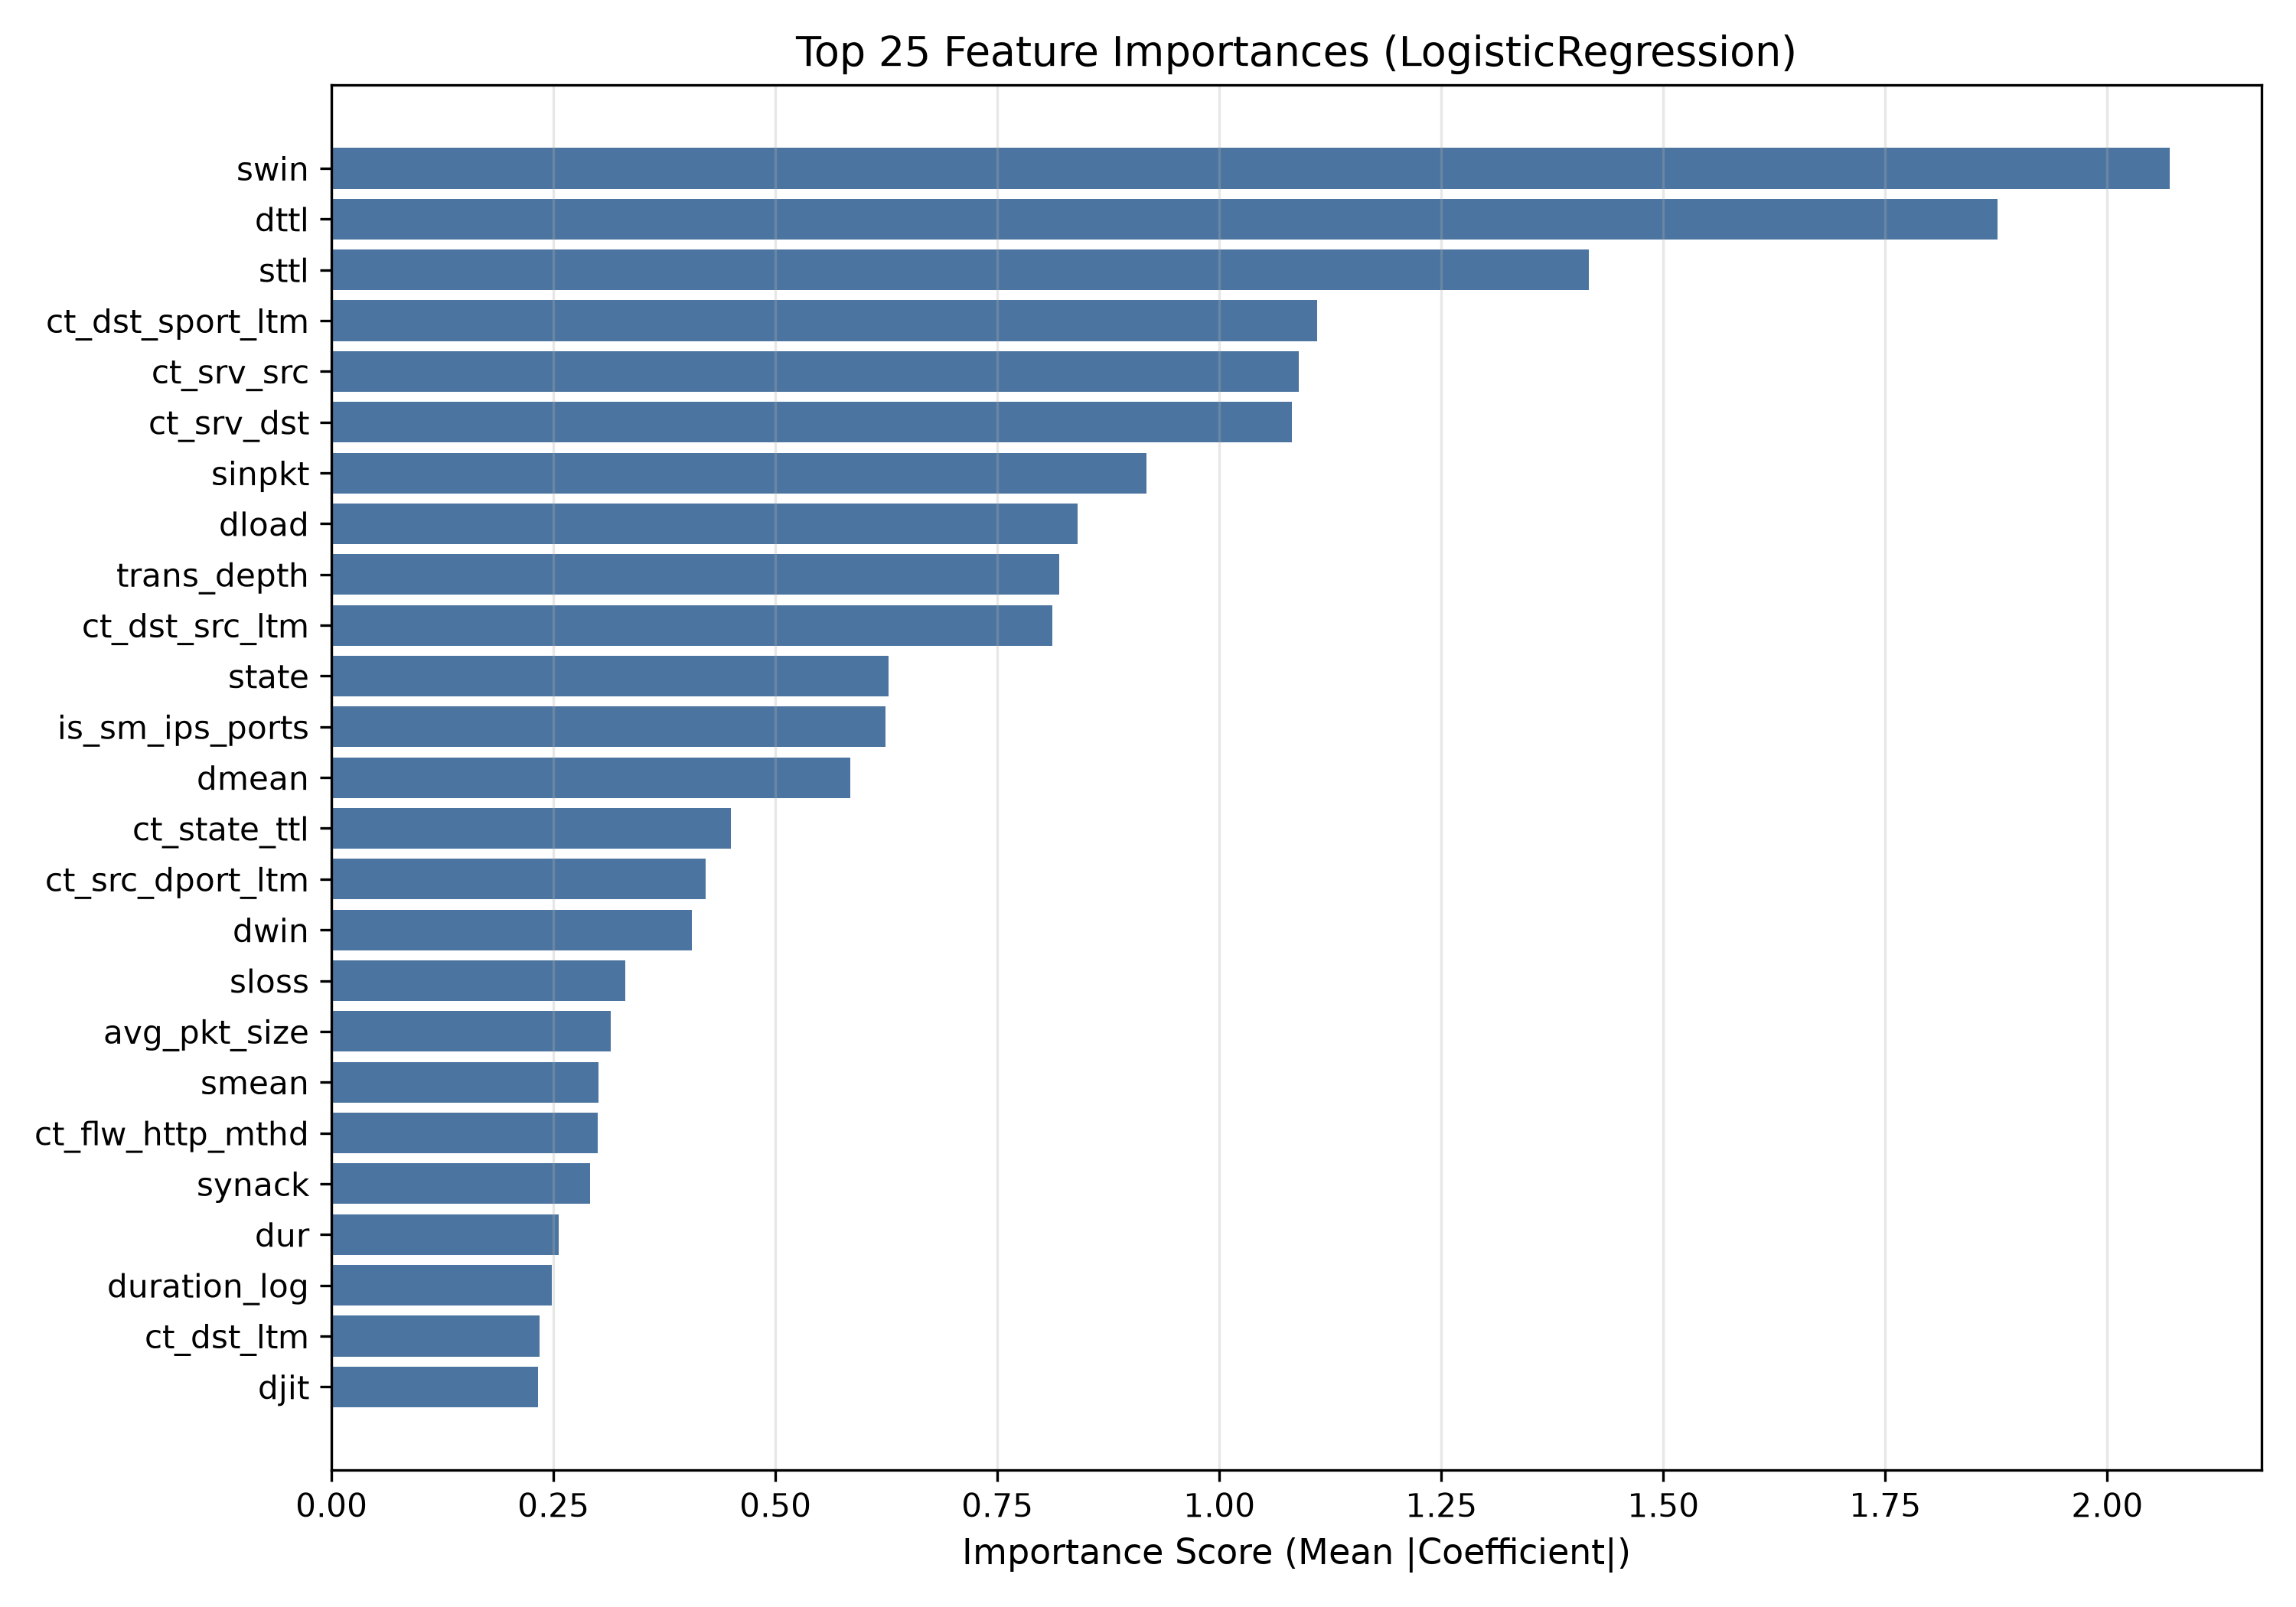 Top 25 Feature Importances (LogisticRegression)
swin
dttl
sttl
ct_dst_sport_ltm
ct_srv_src
ct_srv_dst
sinpkt
dload
trans_depth
ct_dst_src_ltm
state
is_sm_ips_ports
dmean
ct_state_ttl
ct_src_dport_ltm
dwin
sloss
avg_pkt_size
smean
ct_flw_http_mthd
synack
dur
duration_log
ct_dst_ltm
djit
0.00 0.25 0.50 0.75 1.00 1.25 1.50 1.75 2.00
Importance Score (Mean |Coefficient|)